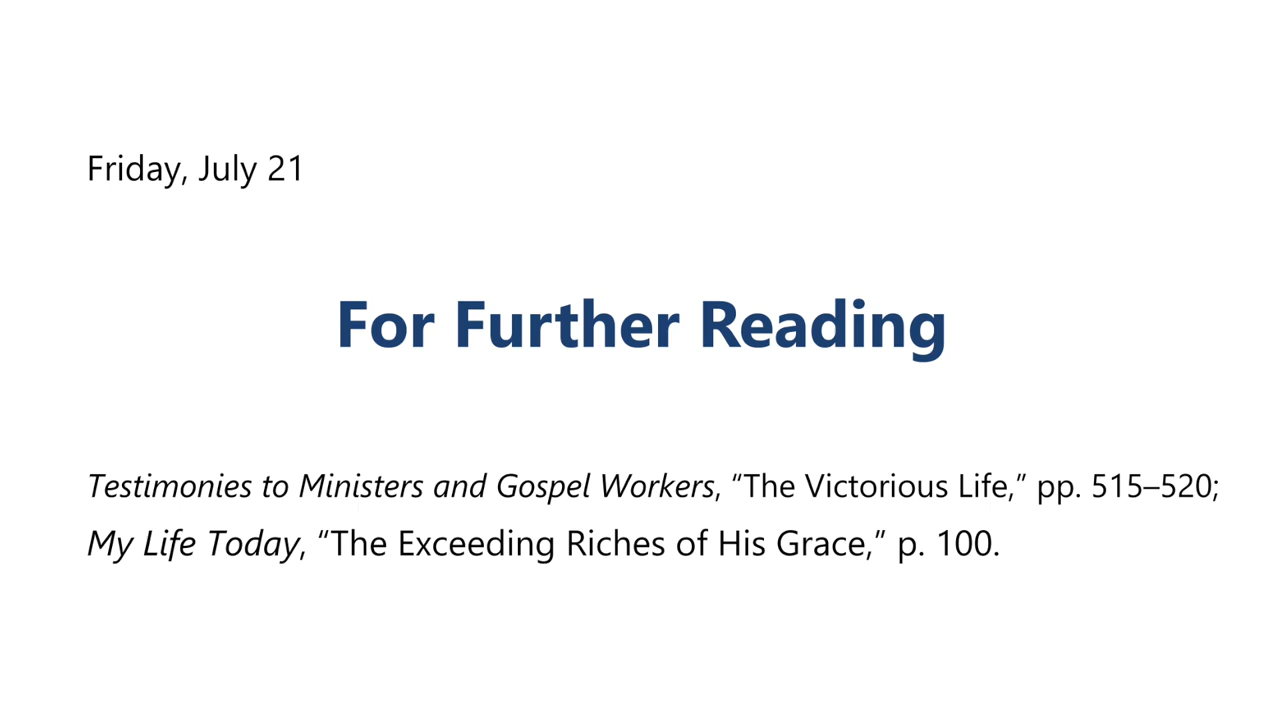 Friday, July 21
For Further Reading
Testimonies to Ministers and Gospel Workers, “The Victorious Life,” pp. 515–520;
My Life Today, “The Exceeding Riches of His Grace,” p. 100.